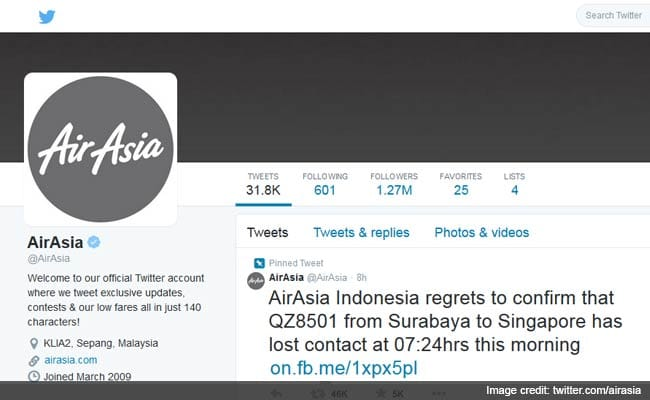 Search Twitter
AirAsia
TWEETS FOLLOWING FOLLOWERS FAVORITES LISTS
31.8K 601 1.27M 25 4
Tweets Tweets & replies Photos & videos
AirAsia
@AirAsia
Welcome to our official Twitter account
where we tweet exclusive updates,
contests & our low fares all in just 140
characters!
KLIA2, Sepang, Malaysia
airasia.com
Joined March 2009
Pinned Tweet
AirAsia
AirAsia @AirAsia · 8h
AirAsia Indonesia regrets to confirm that
QZ8501 from Surabaya to Singapore has
lost contact at 07:24hrs this morning
on.fb.me/1xpx5pl
46K 5K
Image credit: twitter.com/airasia